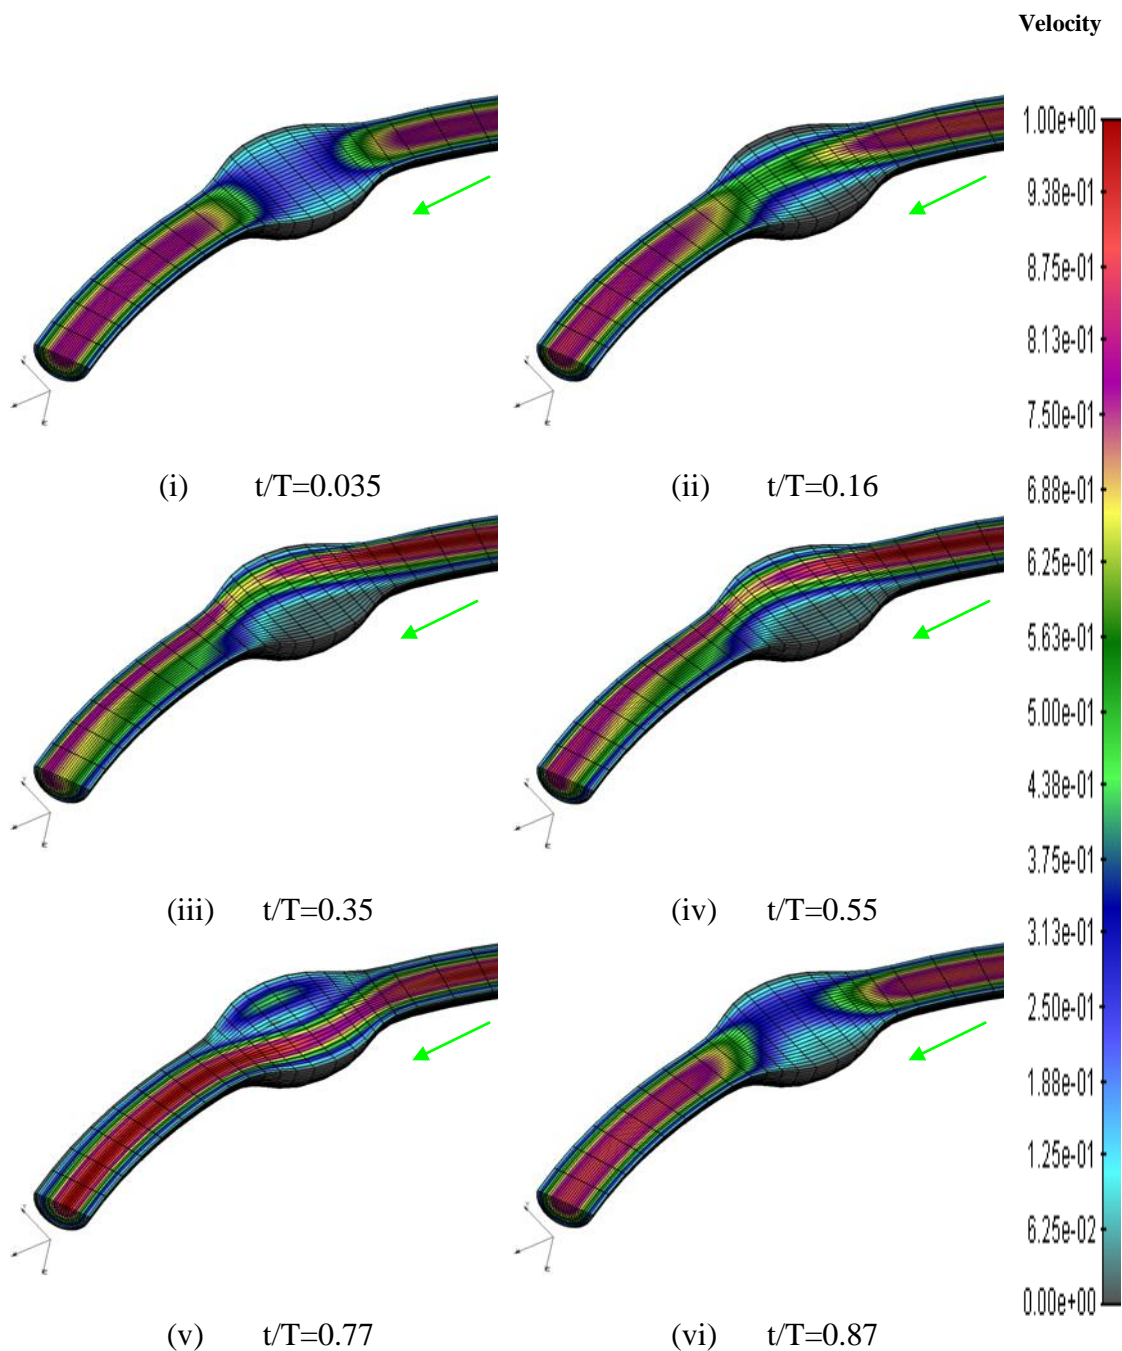 Velocity
1.00e+00
9.38e-01
8.75e-01
8.13e-01
7.50e-01
6.88e-01
6.25e-01
5.63e-01
5.00e-01
4.38e-01
3.75e-01
3.13e-01
2.50e-01
1.88e-01
1.25e-01
6.25e-02
0.00e+00
(i) t/T=0.035
(ii) t/T=0.16
(iii) t/T=0.35
(iv) t/T=0.55
(v) t/T=0.77
(vi) t/T=0.87